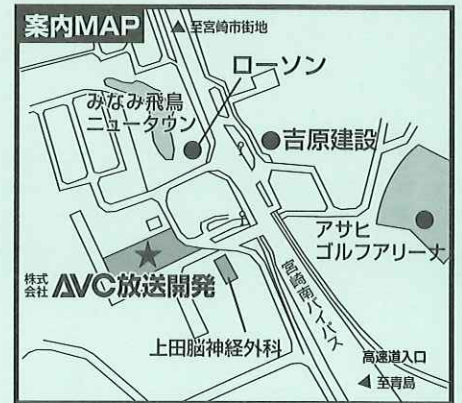 案内MAP
至宮崎市街地
ローソン
みなみ飛鳥
ニュータウン
吉原建設
アサヒ
ゴルフアリーナ
株式
会社 AVC放送開発
宮崎南バイパス
上田脳神経外科
高速道入口
至青島